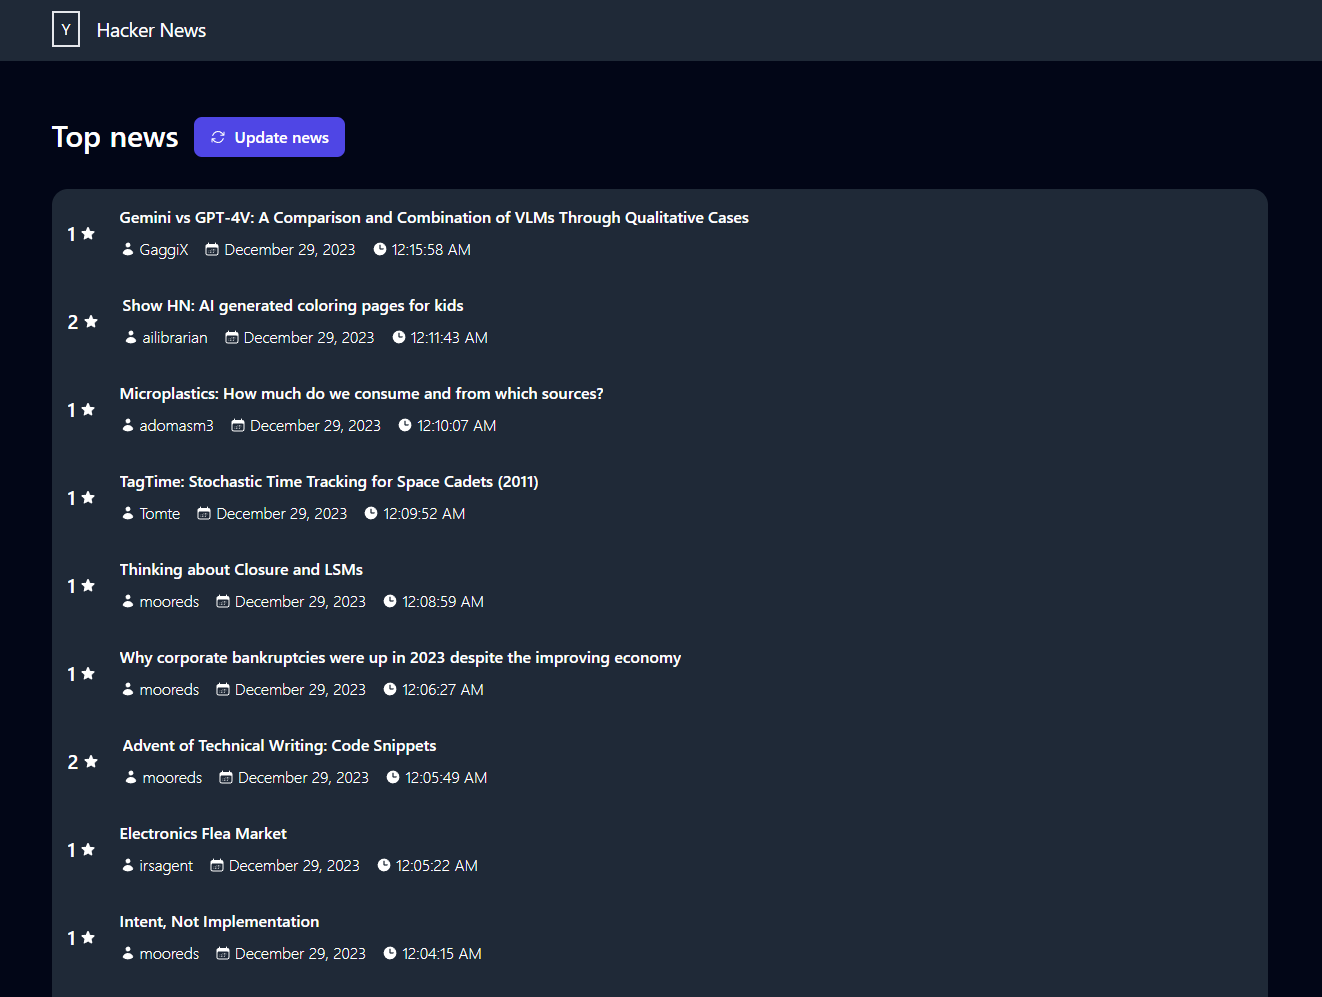 Y Hacker News
Top news Update news
Gemini vs GPT-4V: A Comparison and Combination of VLMs Through Qualitative Cases
1
GaggiX December 29, 2023 12:15:58 AM
Show HN: AI generated coloring pages for kids
2
ailibrarian December 29, 2023 12:11:43 AM
Microplastics: How much do we consume and from which sources?
1
adomasm3 December 29, 2023 12:10:07 AM
TagTime: Stochastic Time Tracking for Space Cadets (2011)
1
Tomte December 29, 2023 12:09:52 AM
Thinking about Closure and LSMs
1
mooreds December 29, 2023 12:08:59 AM
Why corporate bankruptcies were up in 2023 despite the improving economy
1
mooreds December 29, 2023 12:06:27 AM
Advent of Technical Writing: Code Snippets
2
mooreds December 29, 2023 12:05:49 AM
Electronics Flea Market
1
irsagent December 29, 2023 12:05:22 AM
Intent, Not Implementation
1
mooreds December 29, 2023 12:04:15 AM